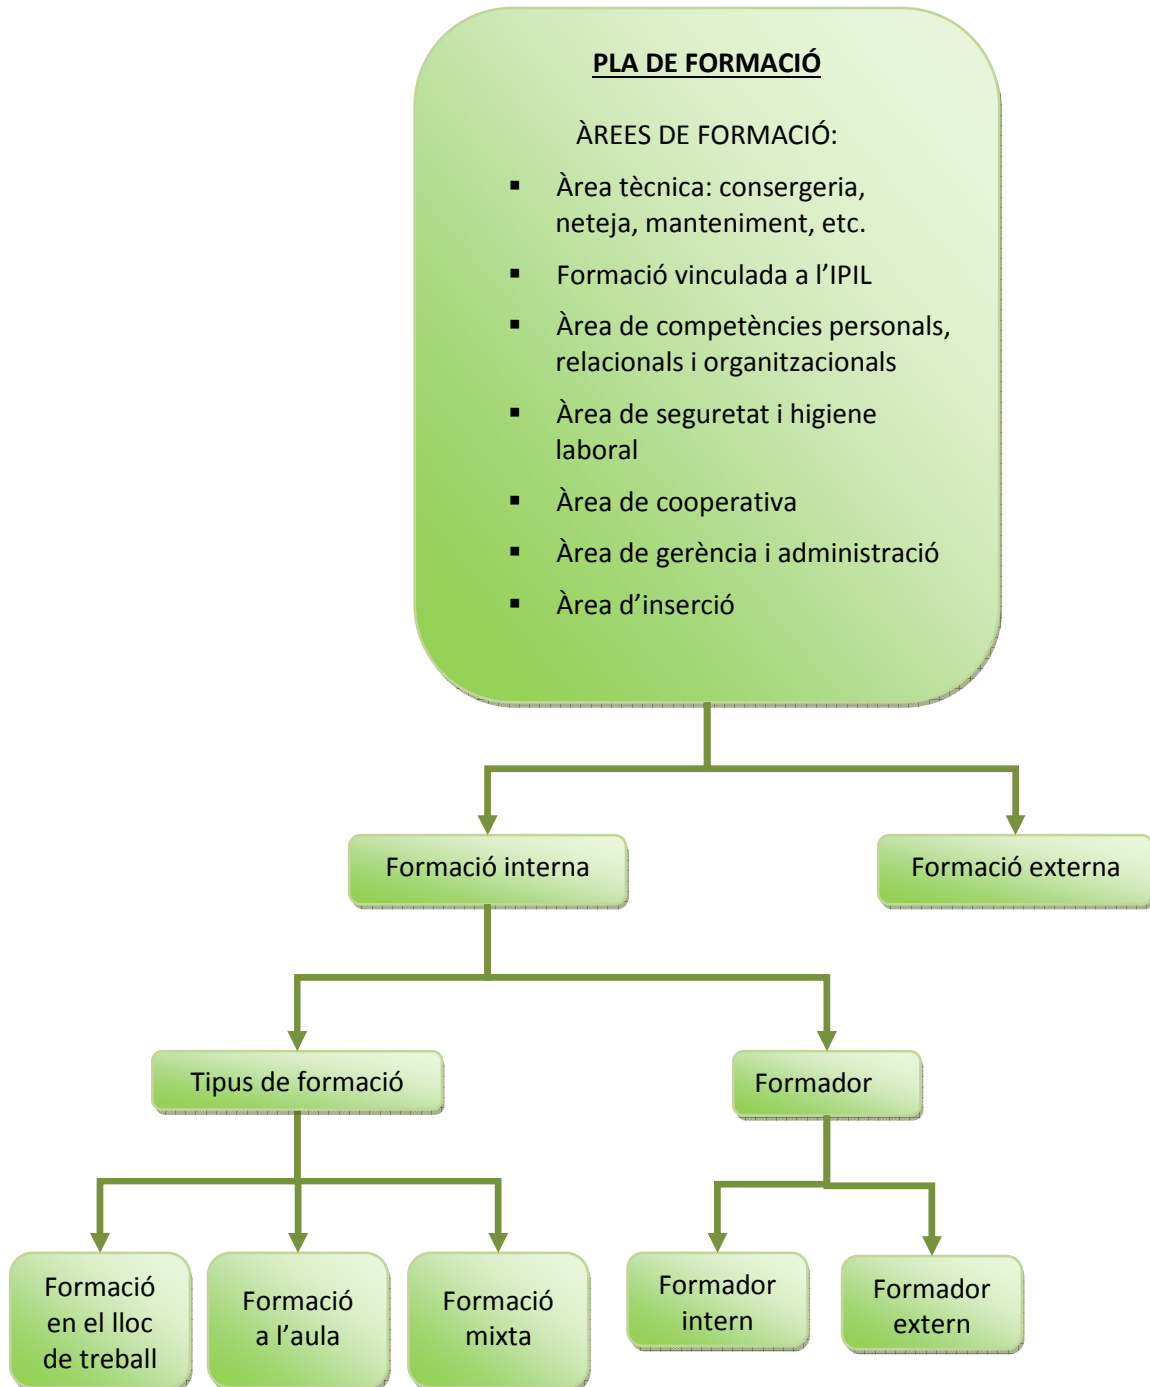 PLA DE FORMACIÓ
ÀREES DE FORMACIÓ:
▪ Àrea tècnica: consergeria,
neteja, manteniment, etc.
▪ Formació vinculada a l’IPIL
▪ Àrea de competències personals,
relacionals i organitzacionals
▪ Àrea de seguretat i higiene
laboral
▪ Àrea de cooperativa
▪ Àrea de gerència i administració
▪ Àrea d’inserció
Formació interna
Formació externa
Tipus de formació
Formador
Formació
en el lloc
de treball
Formació
a l’aula
Formació
mixta
Formador
intern
Formador
extern